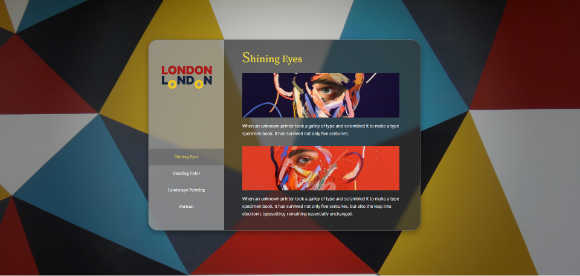 LONDON
LONDON
Shining Eyes
Painting Color
Landscape Painting
Portrait
Shining Eyes
When an unknown printer took a galley of type and scrambled it to make a type
specimen book. It has survived not only five centuries.
When an unknown printer took a galley of type and scrambled it to make a type
specimen book. It has survived not only five centuries, but also the leap into
electronic typesetting, remaining essentially unchanged.